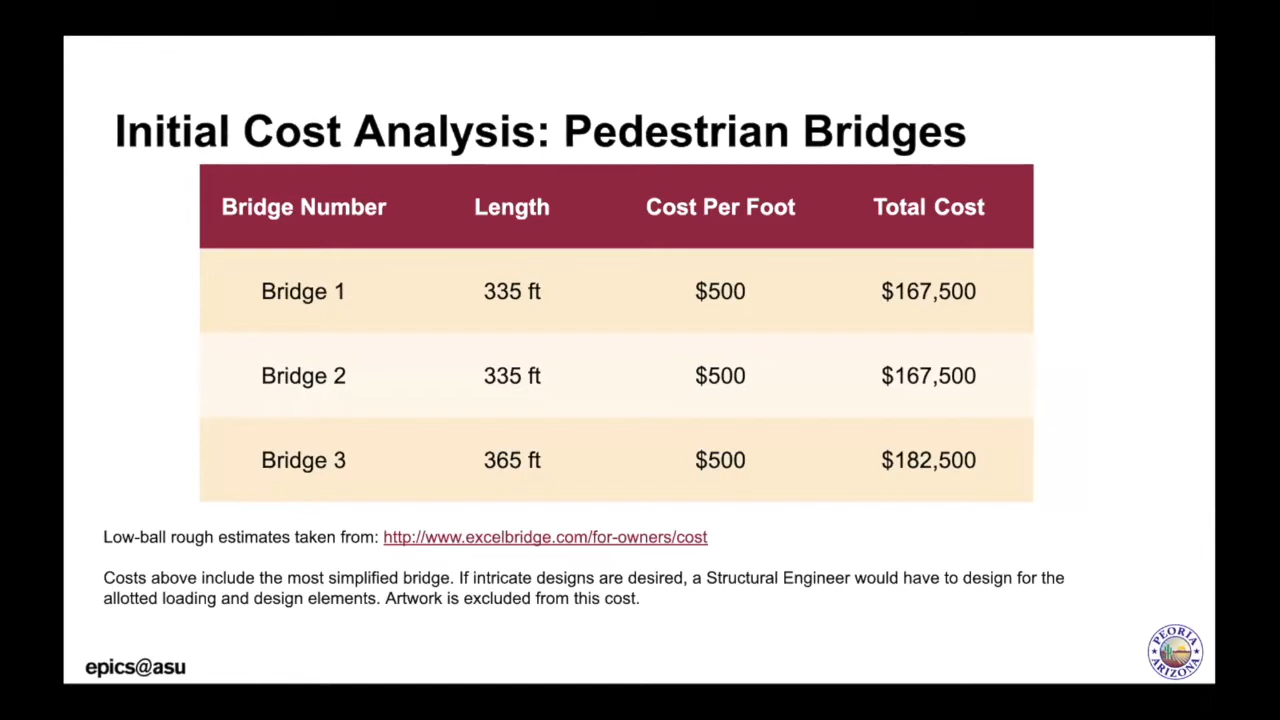 Initial Cost Analysis: Pedestrian Bridges
Bridge Number Length Cost Per Foot Total Cost
Bridge 1 335 ft $500 $167,500
Bridge 2 335 ft $500 $167,500
Bridge 3 365 ft $500 $182,500
Low-ball rough estimates taken from: http://www.excelbridge.com/for-owners/cost
Costs above include the most simplified bridge. If intricate designs are desired, a Structural Engineer would have to design for the
allotted loading and design elements. Artwork is excluded from this cost.
epics@asu
PEORIA
ARIZONA